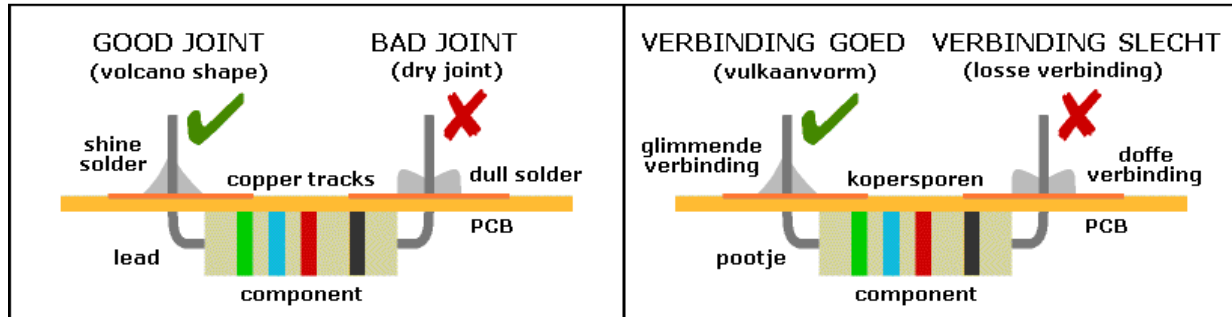 GOOD JOINT
(volcano shape)
BAD JOINT
(dry joint)
shine
solder
copper tracks
dull solder
PCB
lead
component
VERBINDING GOED
(vulkaanvorm)
VERBINDING SLECHT
(losse verbinding)
glimmende
verbinding
kopersporen
doffe
verbinding
PCB
pootje
component